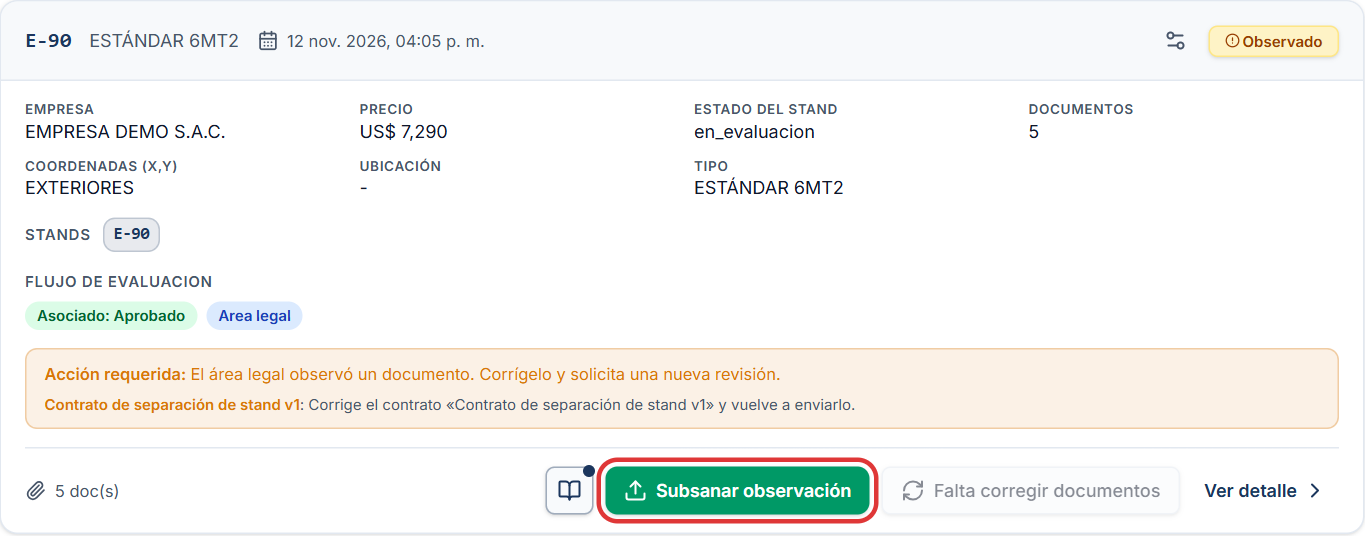 E-90 ESTÁNDAR 6MT2 12 nov. 2026, 04:05 p. m. Observado
EMPRESA PRECIO ESTADO DEL STAND DOCUMENTOS
EMPRESA DEMO S.A.C. US$ 7,290 en_evaluacion 5
COORDENADAS (X,Y) UBICACIÓN TIPO
EXTERIORES - ESTÁNDAR 6MT2
STANDS E-90
FLUJO DE EVALUACION
Asociado: Aprobado Area legal
Acción requerida: El área legal observó un documento. Corrígelo y solicita una nueva revisión.
Contrato de separación de stand v1: Corrige el contrato «Contrato de separación de stand v1» y vuelve a enviarlo.
5 doc(s) Subsanar observación Falta corregir documentos Ver detalle